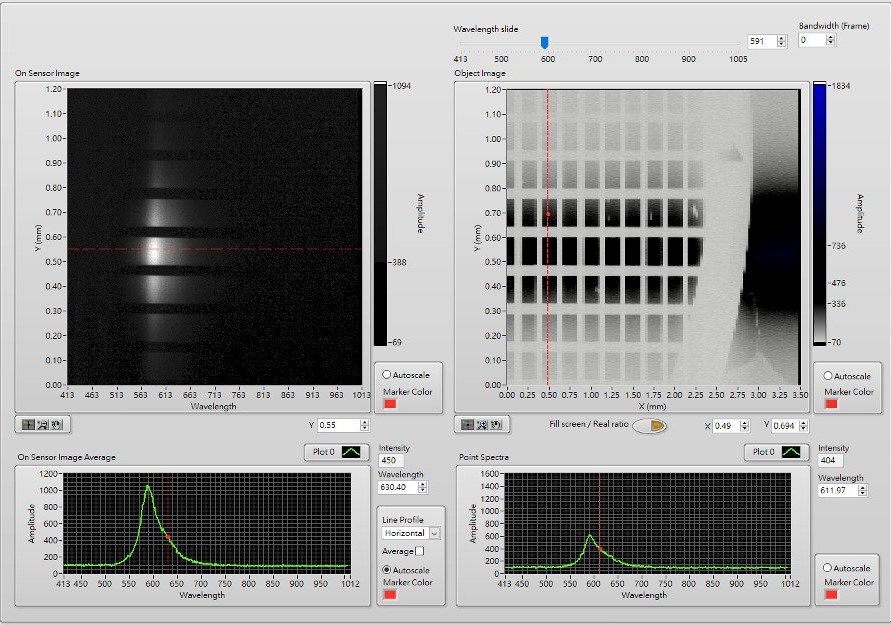 Wavelength slide
591
Bandwidth (Frame)
0
413 500 600 700 800 900 1005
On Sensor Image
1.20
1.10
1.00
0.90
0.80
0.70
0.60
0.50
0.40
0.30
0.20
0.10
0.00
Y (mm)
413 463 513 563 613 663 713 763 813 863 913 963 1013
Wavelength
1094
388
69
Amplitude
Autoscale
Marker Color
Y 0.55
Object Image
1.20
1.10
1.00
0.90
0.80
0.70
0.60
0.50
0.40
0.30
0.20
0.10
0.00
Y (mm)
0.00 0.25 0.50 0.75 1.00 1.25 1.50 1.75 2.00 2.25 2.50 2.75 3.00 3.25 3.50
X (mm)
1834
736
476
336
70
Amplitude
Autoscale
Marker Color
Fill screen / Real ratio
X 0.49
Y 0.694
On Sensor Image Average
Plot 0
1200
1000
800
600
400
200
0
Amplitude
413 450 500 550 600 650 700 750 800 850 900 950 1012
Wavelength
Intensity
450
Wavelength
630.40
Line Profile
Horizontal
Average
Autoscale
Marker Color
Point Spectra
Plot 0
1600
1400
1200
1000
800
600
400
200
0
Amplitude
413 450 500 550 600 650 700 750 800 850 900 950 1012
Wavelength
Intensity
404
Wavelength
611.97
Autoscale
Marker Color